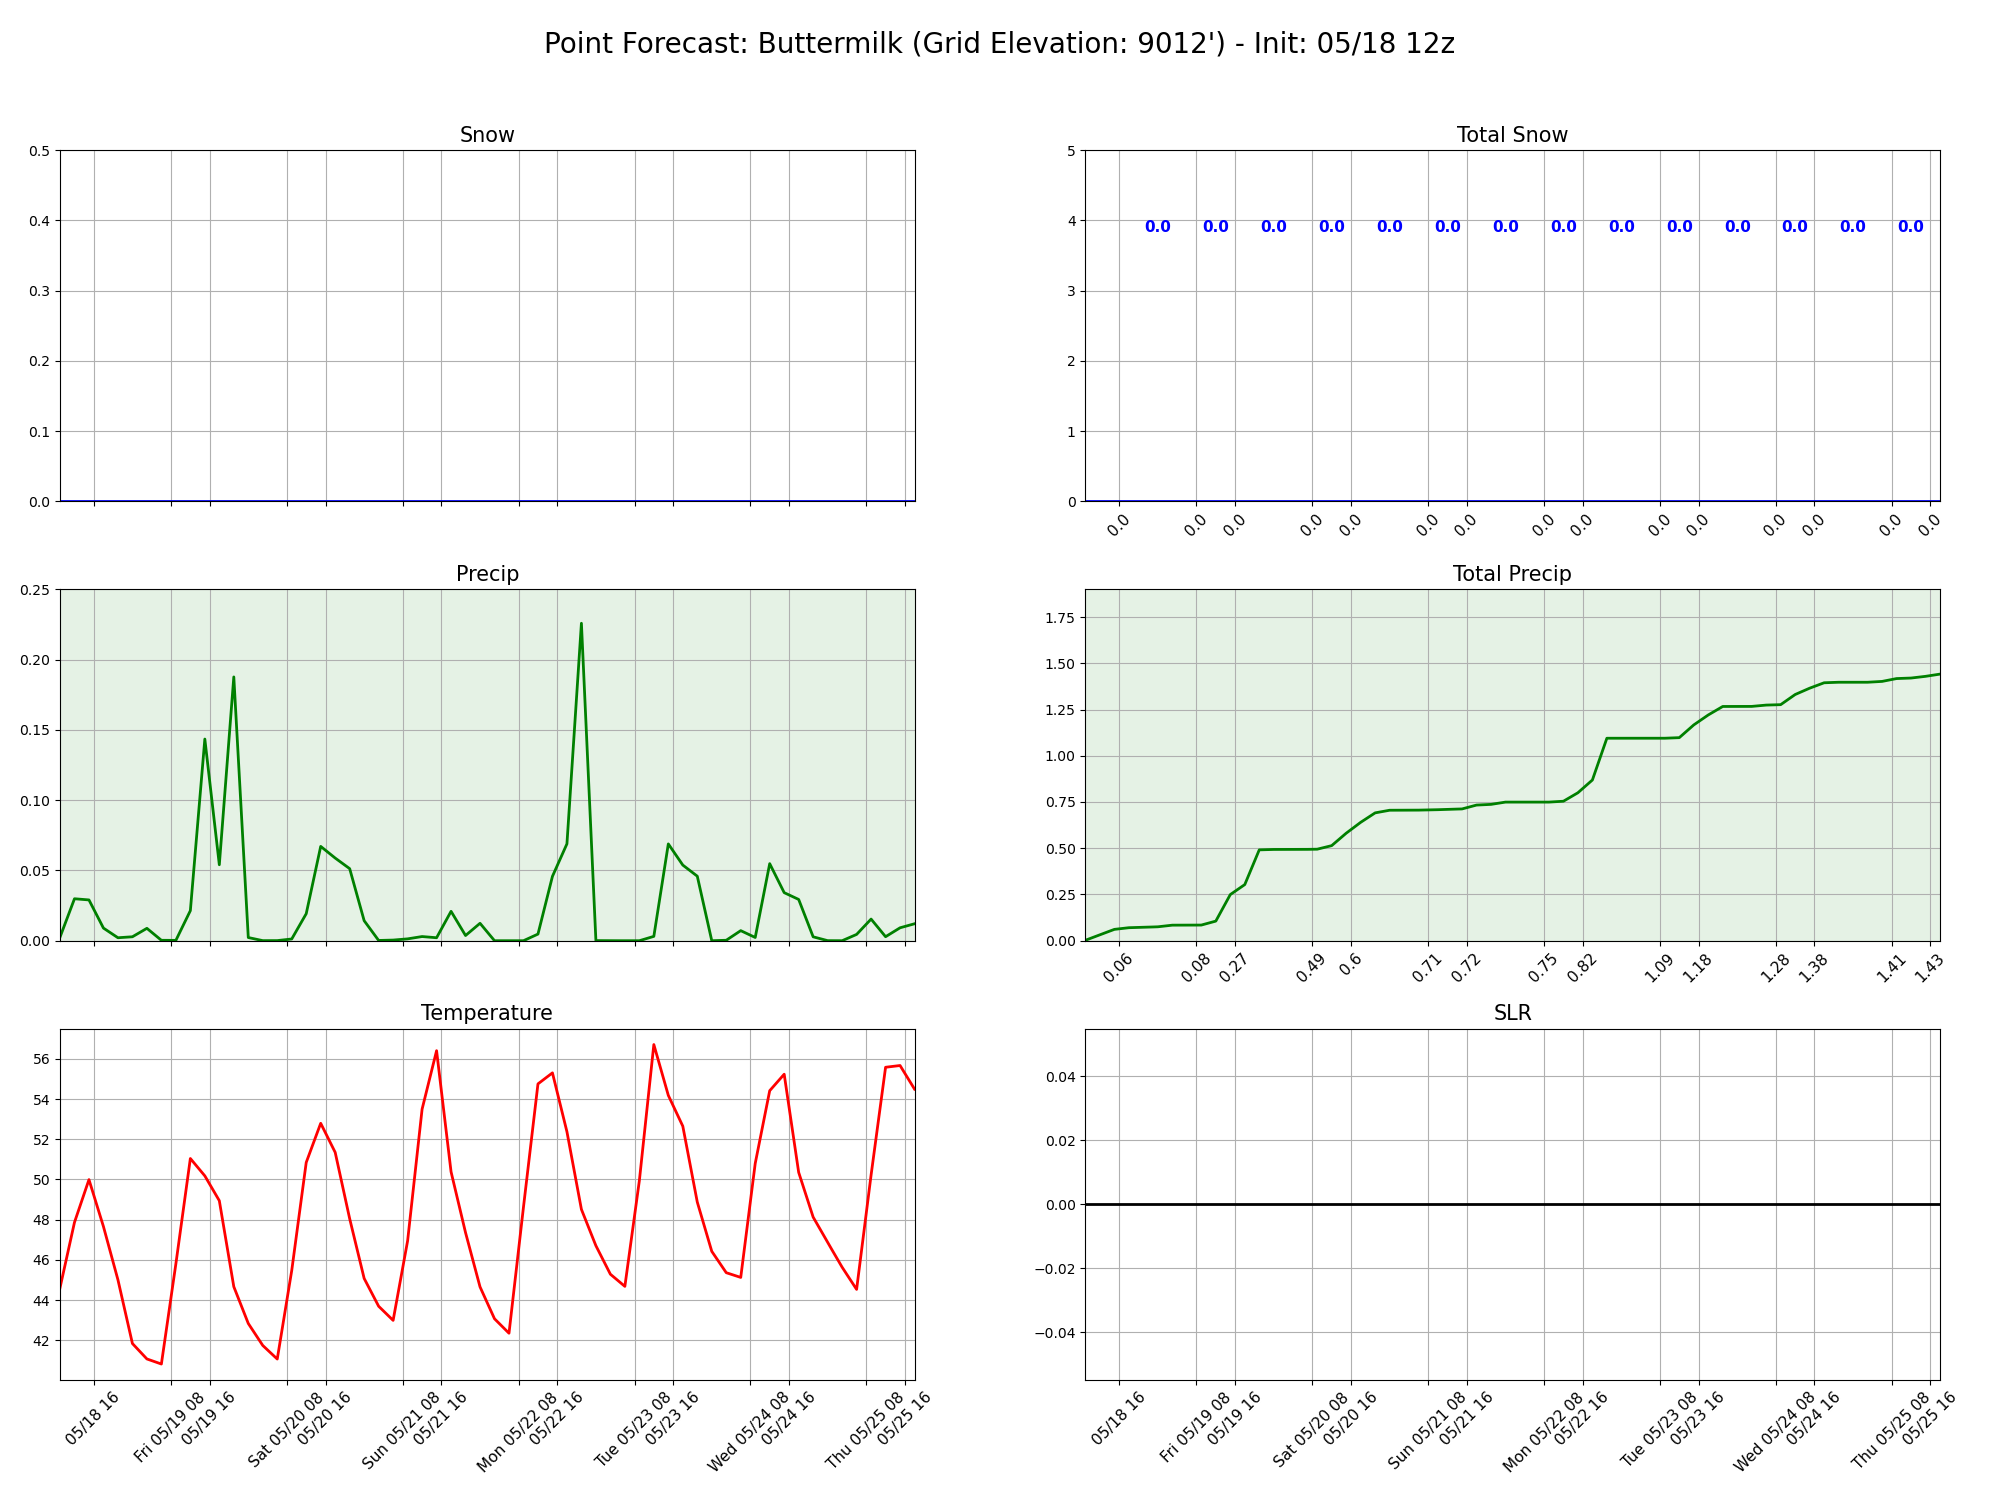 Point Forecast: Buttermilk (Grid Elevation: 9012') - Init: 05/18 12z
Snow
0.5
0.4
0.3
0.2
0.1
0.0
Total Snow
5
4
3
2
1
0
0.0 0.0 0.0 0.0 0.0 0.0 0.0 0.0 0.0 0.0 0.0 0.0 0.0 0.0
0.0 0.0 0.0 0.0 0.0 0.0 0.0 0.0 0.0 0.0 0.0 0.0 0.0 0.0 0.0
Precip
0.25
0.20
0.15
0.10
0.05
0.00
Total Precip
1.75
1.50
1.25
1.00
0.75
0.50
0.25
0.00
0.06 0.08 0.27 0.49 0.6 0.71 0.72 0.75 0.82 1.09 1.18 1.28 1.38 1.41 1.43
Temperature
56
54
52
50
48
46
44
42
05/18 16
Fri 05/19 08
05/19 16
Sat 05/20 08
05/20 16
Sun 05/21 08
05/21 16
Mon 05/22 08
05/22 16
Tue 05/23 08
05/23 16
Wed 05/24 08
05/24 16
Thu 05/25 08
05/25 16
SLR
0.04
0.02
0.00
−0.02
−0.04
05/18 16
Fri 05/19 08
05/19 16
Sat 05/20 08
05/20 16
Sun 05/21 08
05/21 16
Mon 05/22 08
05/22 16
Tue 05/23 08
05/23 16
Wed 05/24 08
05/24 16
Thu 05/25 08
05/25 16